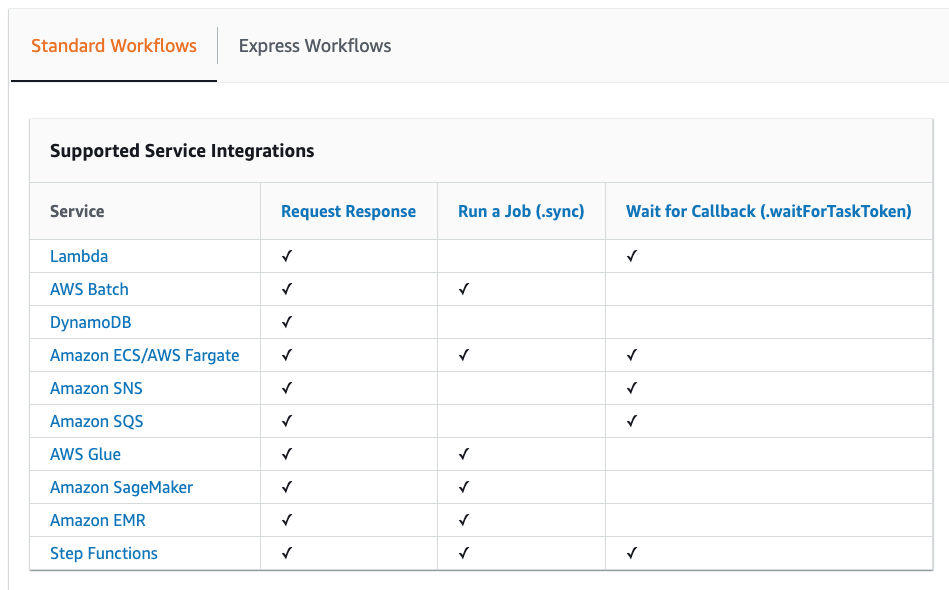 Standard Workflows Express Workflows
Supported Service Integrations
Service Request Response Run a Job (.sync) Wait for Callback (.waitForTaskToken)
Lambda ✓ ✓
AWS Batch ✓ ✓
DynamoDB ✓
Amazon ECS/AWS Fargate ✓ ✓ ✓
Amazon SNS ✓ ✓
Amazon SQS ✓ ✓
AWS Glue ✓ ✓
Amazon SageMaker ✓ ✓
Amazon EMR ✓ ✓
Step Functions ✓ ✓ ✓